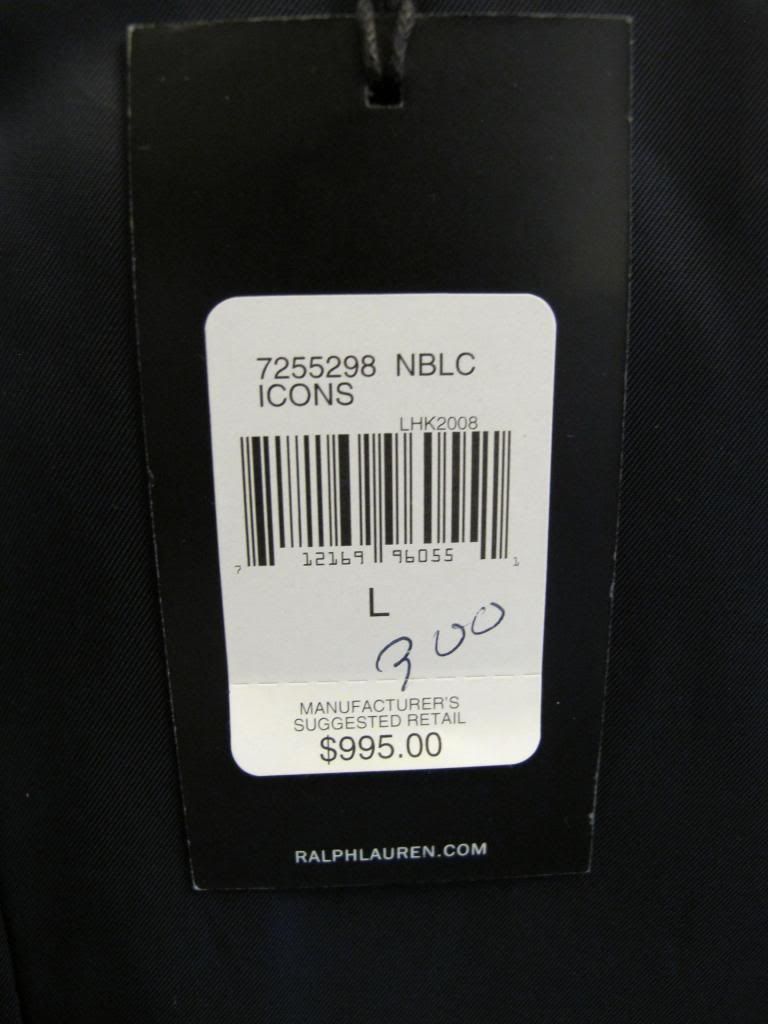 7255298 NBLC
ICONS
LHK2008
7 12169 96055 1
L
300
MANUFACTURER'S
SUGGESTED RETAIL
$995.00
RALPHLAUREN.COM